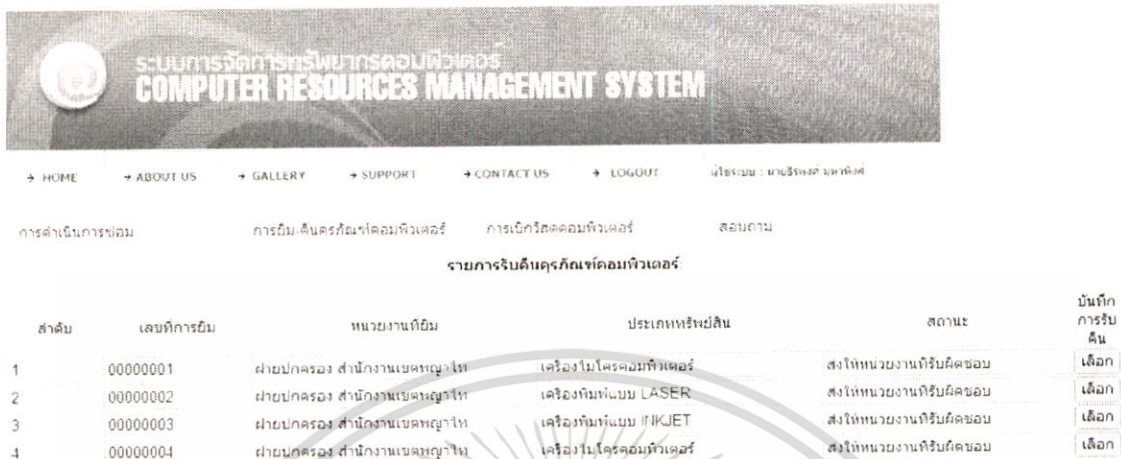 ระบบการจัดการทรัพยากรคอมพิวเตอร์
COMPUTER RESOURCES MANAGEMENT SYSTEM
→ HOME → ABOUT US → GALLERY → SUPPORT → CONTACT US → LOGOUT ผู้ใช้ระบบ : นายธีรพงศ์
การดำเนินการซ่อม การยืม-คืนครุภัณฑ์คอมพิวเตอร์ การเบิกวัสดุคอมพิวเตอร์ สอบถาม
รายการรับคืนครุภัณฑ์คอมพิวเตอร์
ลำดับ เลขที่การยืม หน่วยงานที่ยืม ประเภททรัพย์สิน สถานะ บันทึกการรับคืน
1 00000001 ฝ่ายปกครอง สำนักงานเขตพญาไท เครื่องไมโครคอมพิวเตอร์ ส่งให้หน่วยงานที่รับผิดชอบ เลือก
2 00000002 ฝ่ายปกครอง สำนักงานเขตพญาไท เครื่องพิมพ์แบบ LASER ส่งให้หน่วยงานที่รับผิดชอบ เลือก
3 00000003 ฝ่ายปกครอง สำนักงานเขตพญาไท เครื่องพิมพ์แบบ INKJET ส่งให้หน่วยงานที่รับผิดชอบ เลือก
4 00000004 ฝ่ายปกครอง สำนักงานเขตพญาไท เครื่องไมโครคอมพิวเตอร์ ส่งให้หน่วยงานที่รับผิดชอบ เลือก